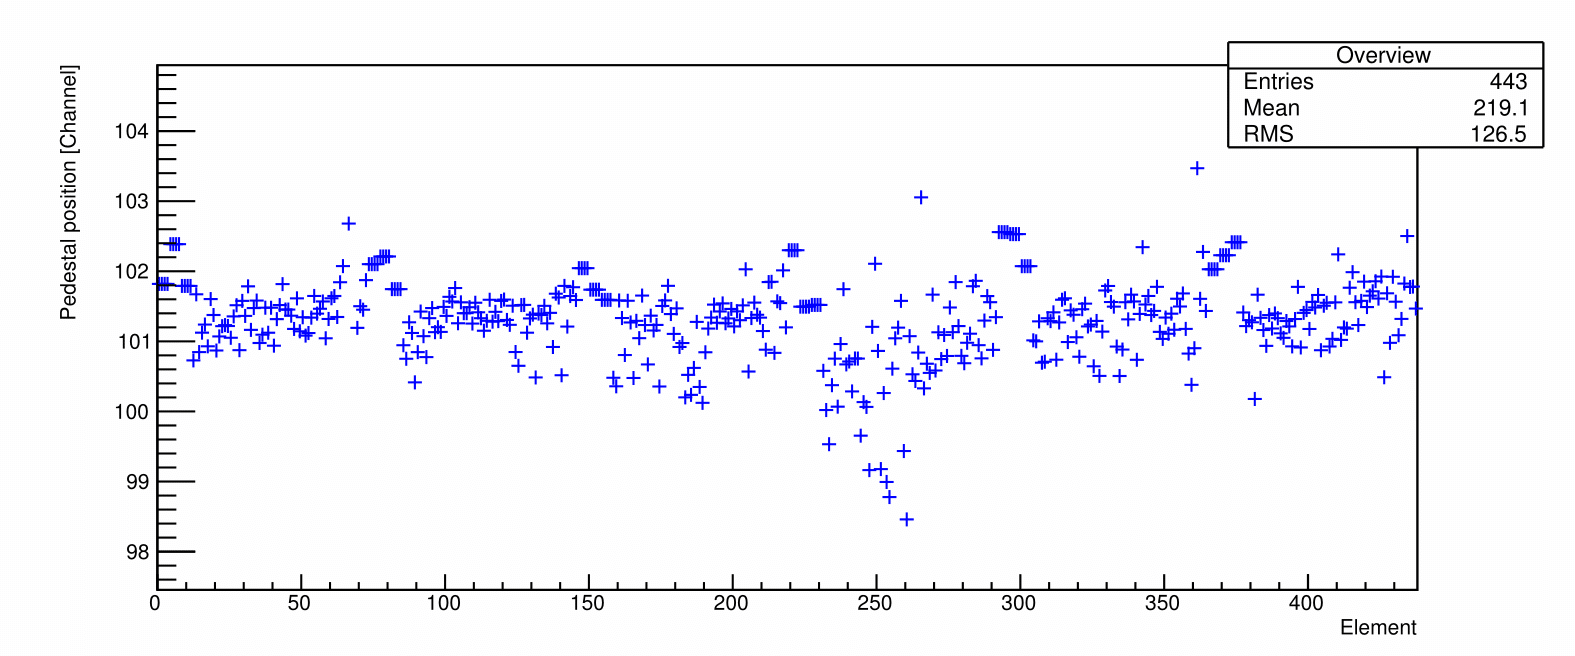 Overview
Entries 443
Mean 219.1
RMS 126.5
Pedestal position [Channel]
104
103
102
101
100
99
98
0 50 100 150 200 250 300 350 400
Element